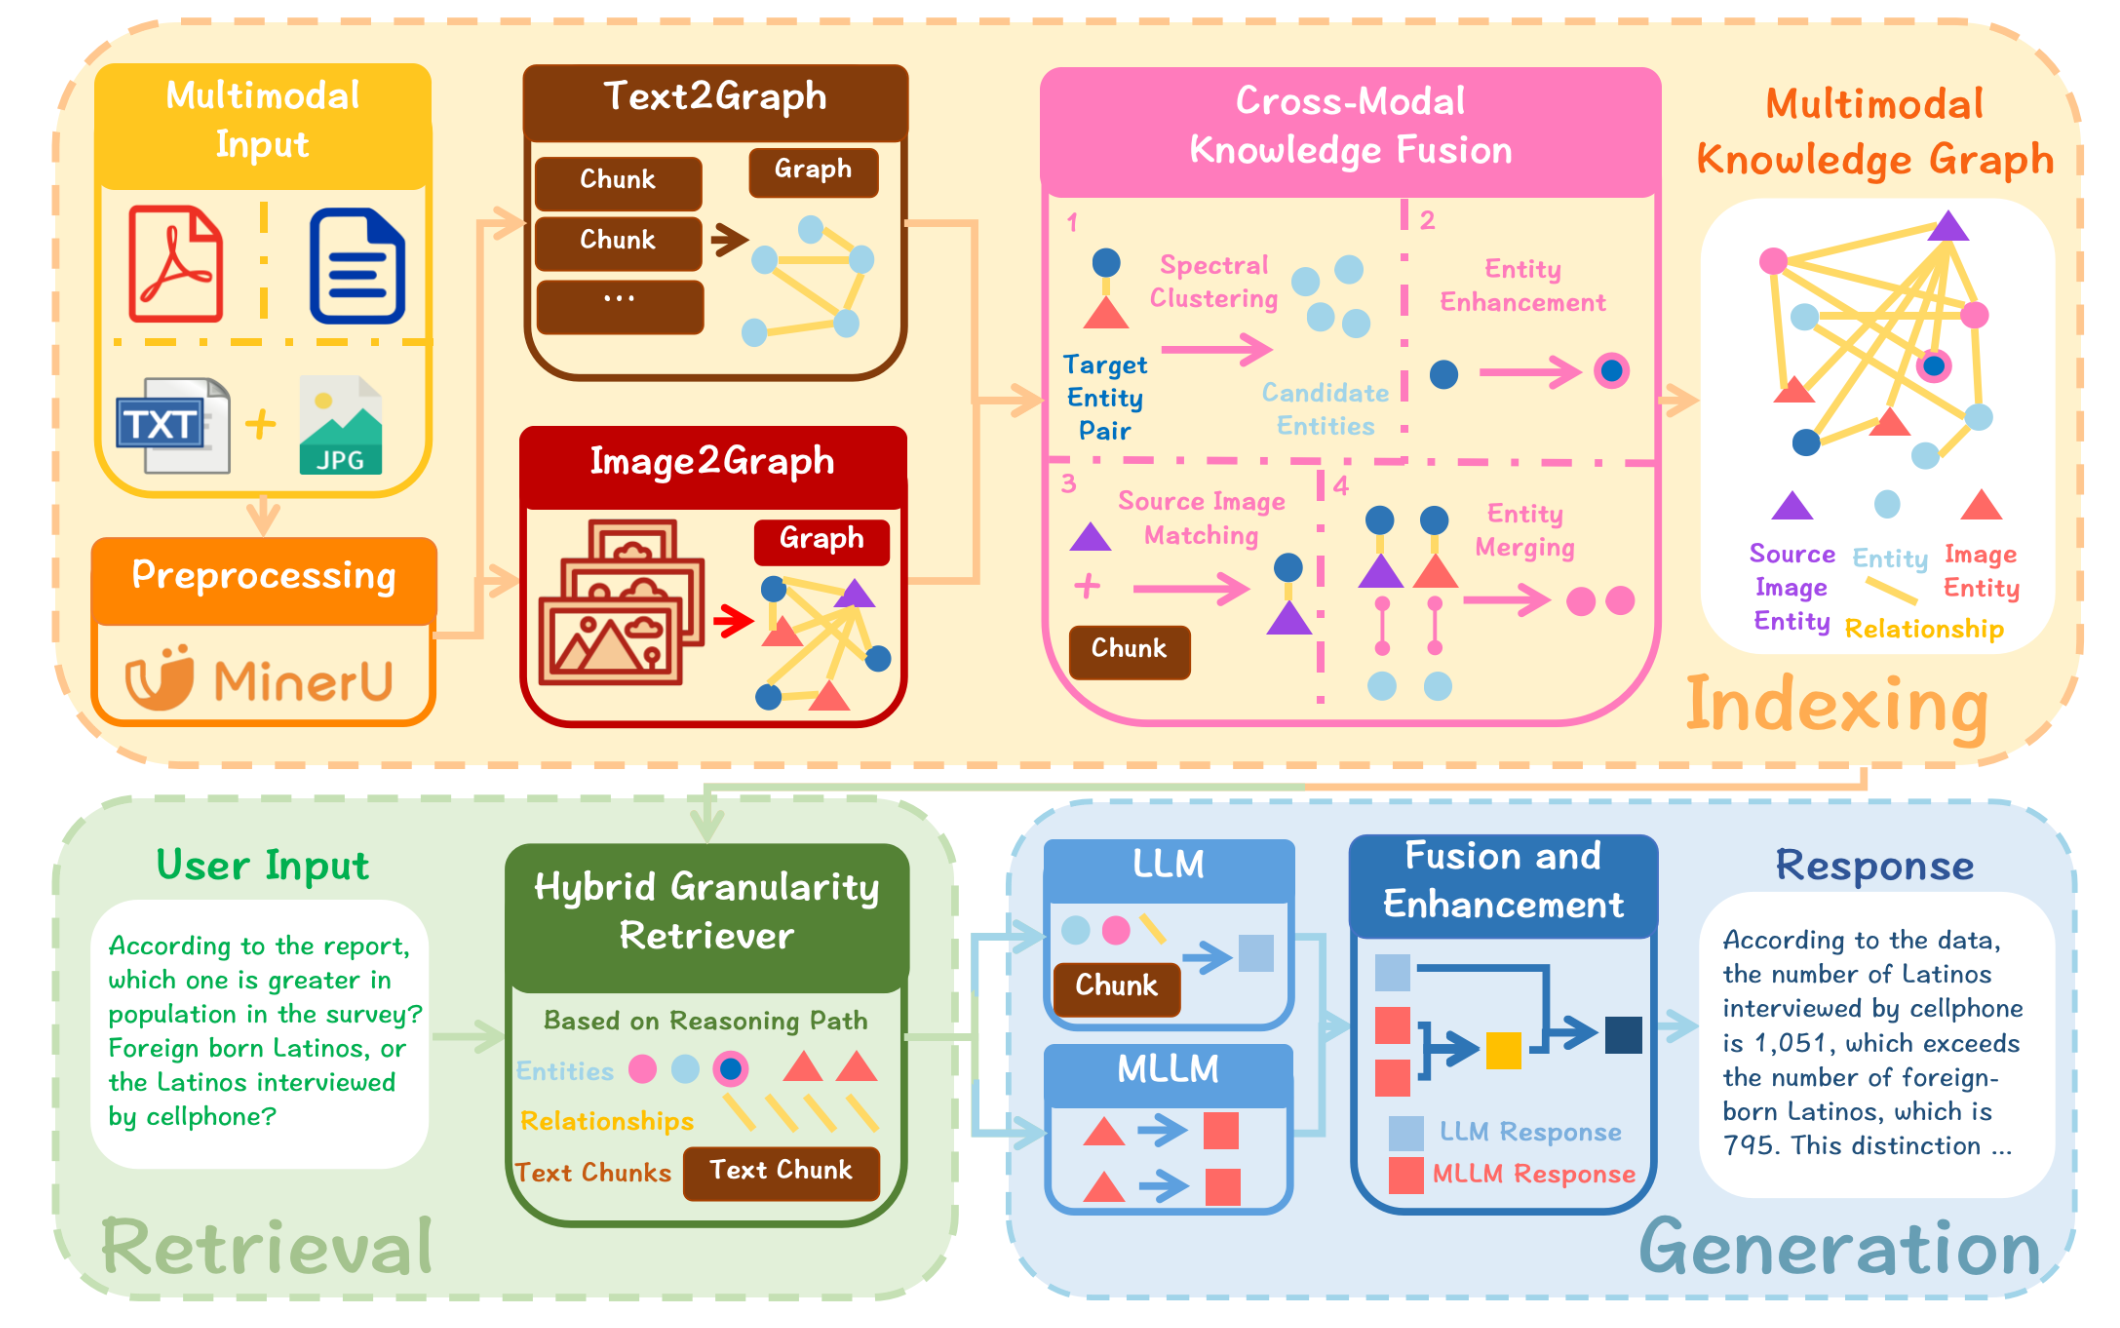 Multimodal
Input
TXT
+
JPG
Preprocessing
MinerU
Text2Graph
Chunk
Chunk
...
Graph
Image2Graph
Graph
Cross-Modal
Knowledge Fusion
1
Spectral
Clustering
Target
Entity
Pair
Candidate
Entities
2
Entity
Enhancement
3
Source Image
Matching
+
Chunk
4
Entity
Merging
Multimodal
Knowledge Graph
Source
Image
Entity
Entity
Image
Entity
Relationship
Indexing
User Input
According to the report,
which one is greater in
population in the survey?
Foreign born Latinos, or
the Latinos interviewed
by cellphone?
Retrieval
Hybrid Granularity
Retriever
Based on Reasoning Path
Entities
Relationships
Text Chunks
Text Chunk
LLM
Chunk
MLLM
Fusion and
Enhancement
LLM Response
MLLM Response
Response
According to the data,
the number of Latinos
interviewed by cellphone
is 1,051, which exceeds
the number of foreign-
born Latinos, which is
795. This distinction ...
Generation